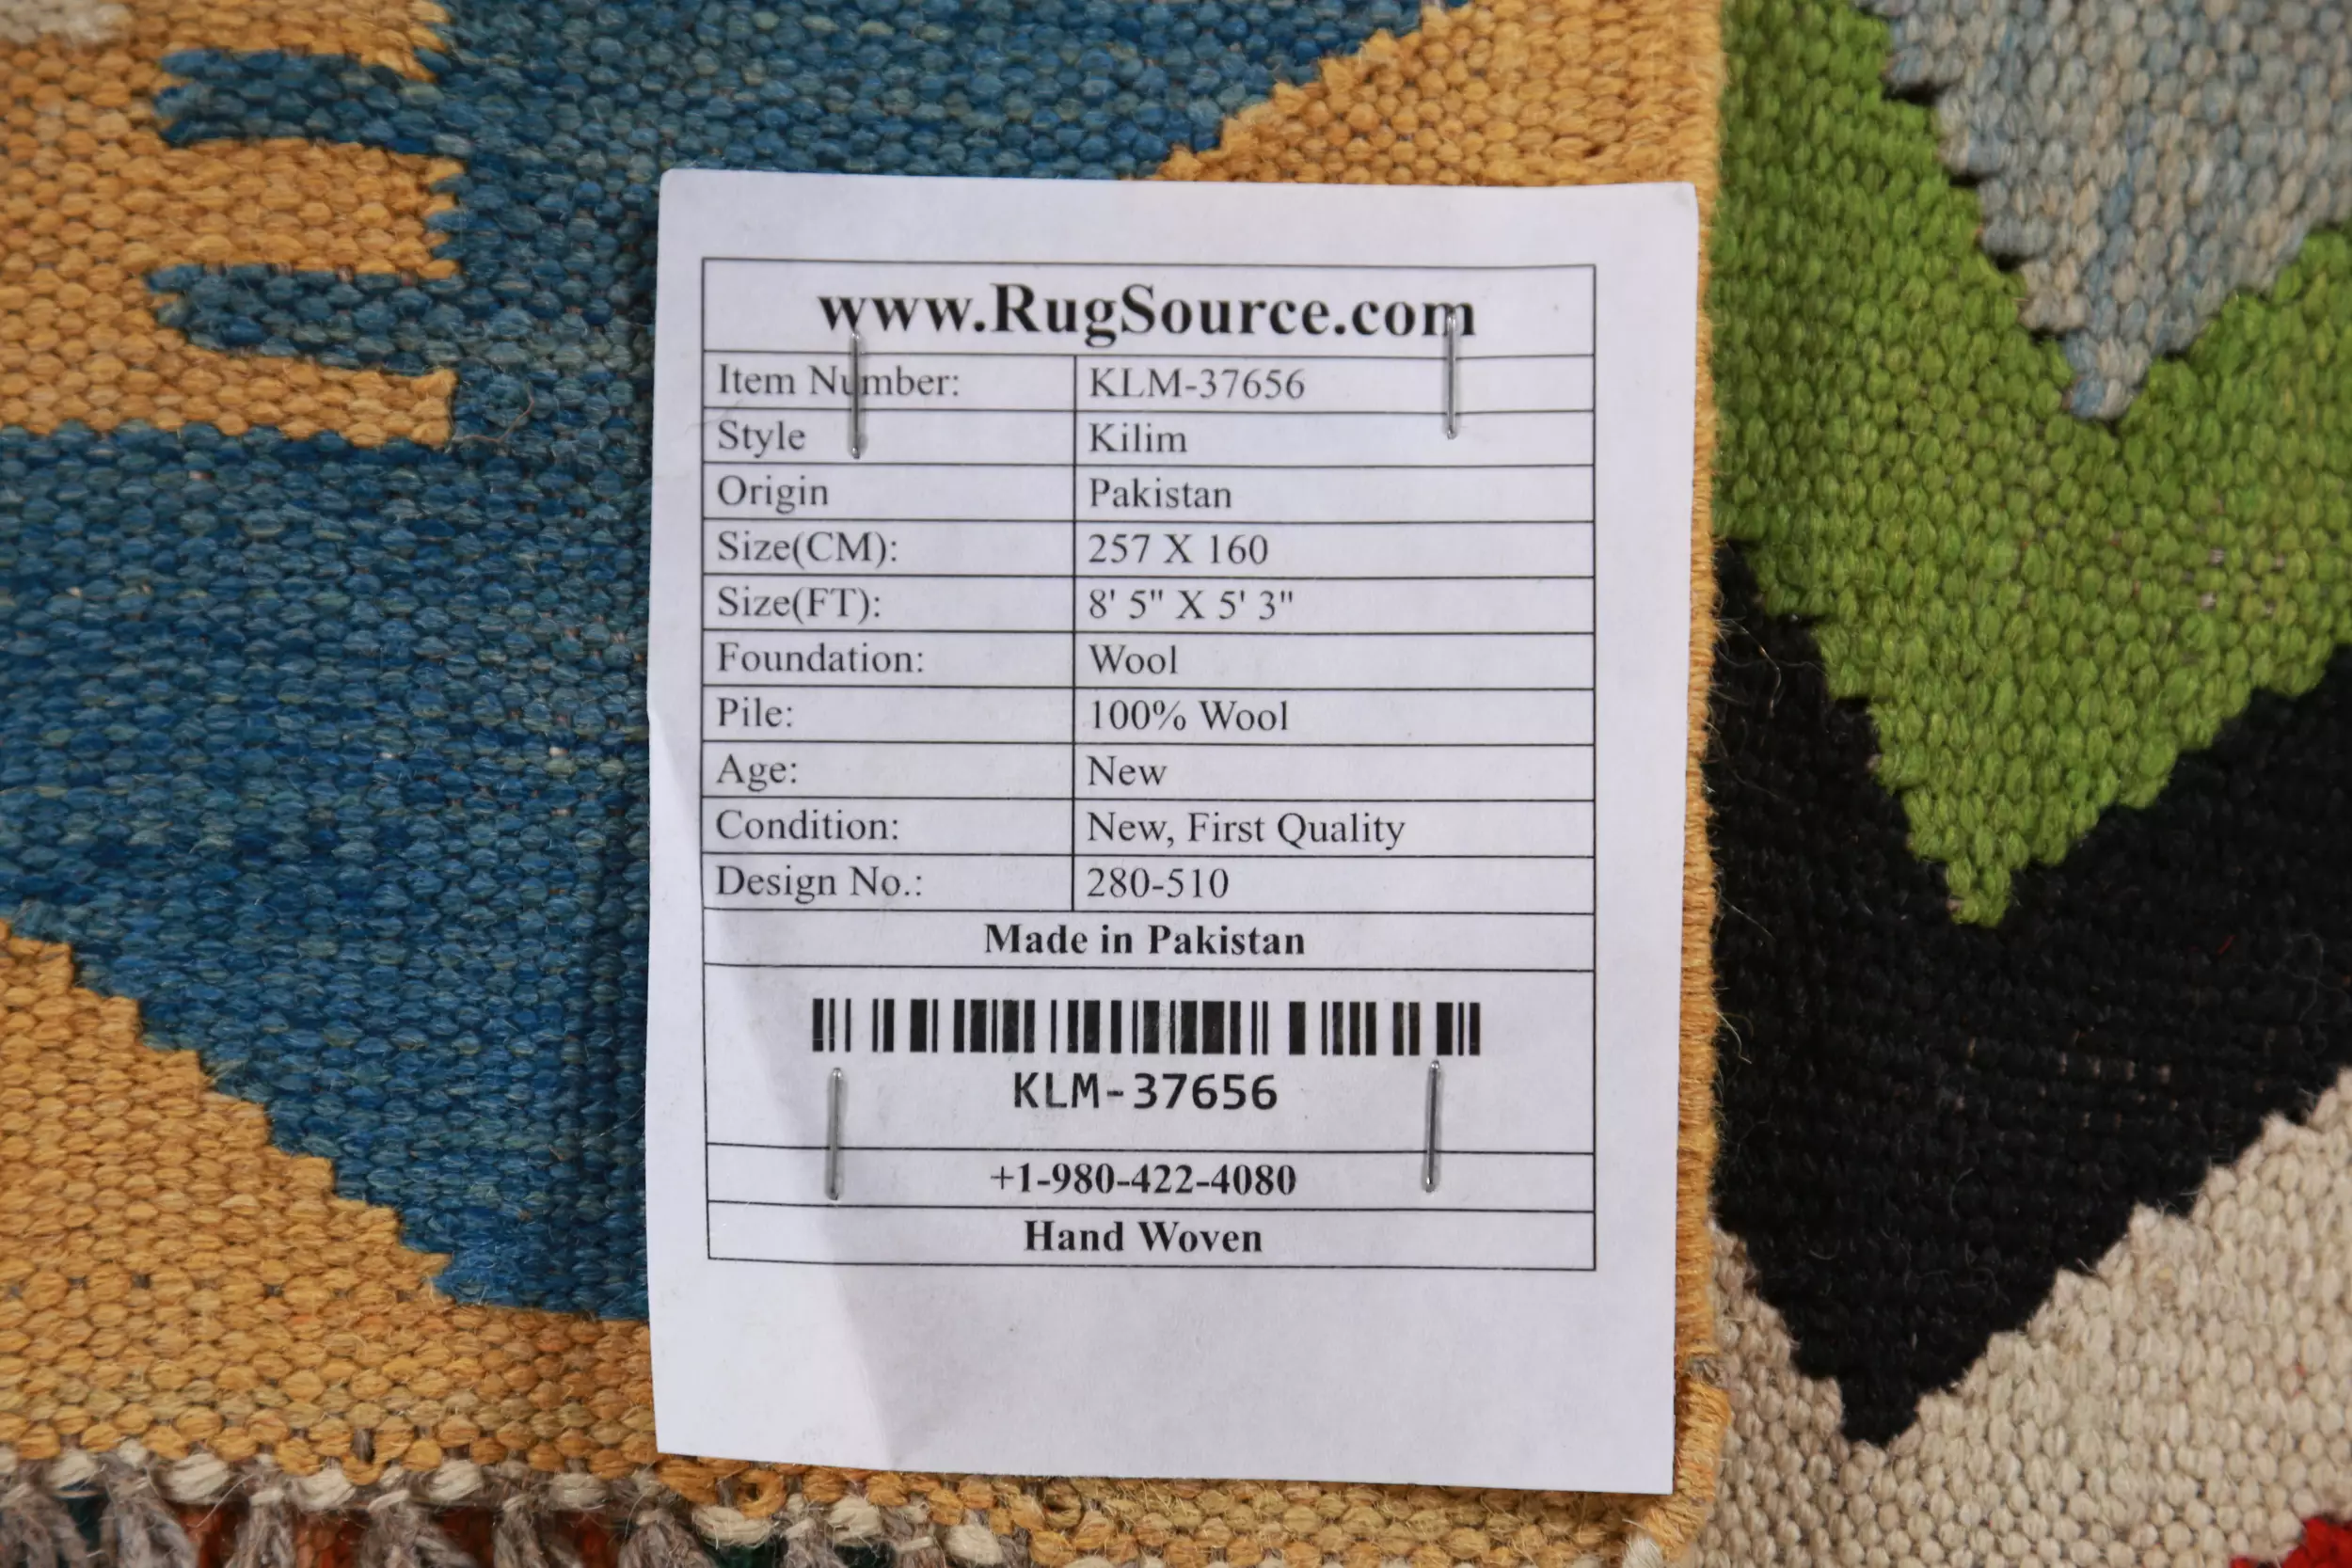 www.RugSource.com
Item Number: KLM-37656
Style Kilim
Origin Pakistan
Size(CM): 257 X 160
Size(FT): 8' 5" X 5' 3"
Foundation: Wool
Pile: 100% Wool
Age: New
Condition: New, First Quality
Design No.: 280-510
Made in Pakistan
KLM-37656
+1-980-422-4080
Hand Woven